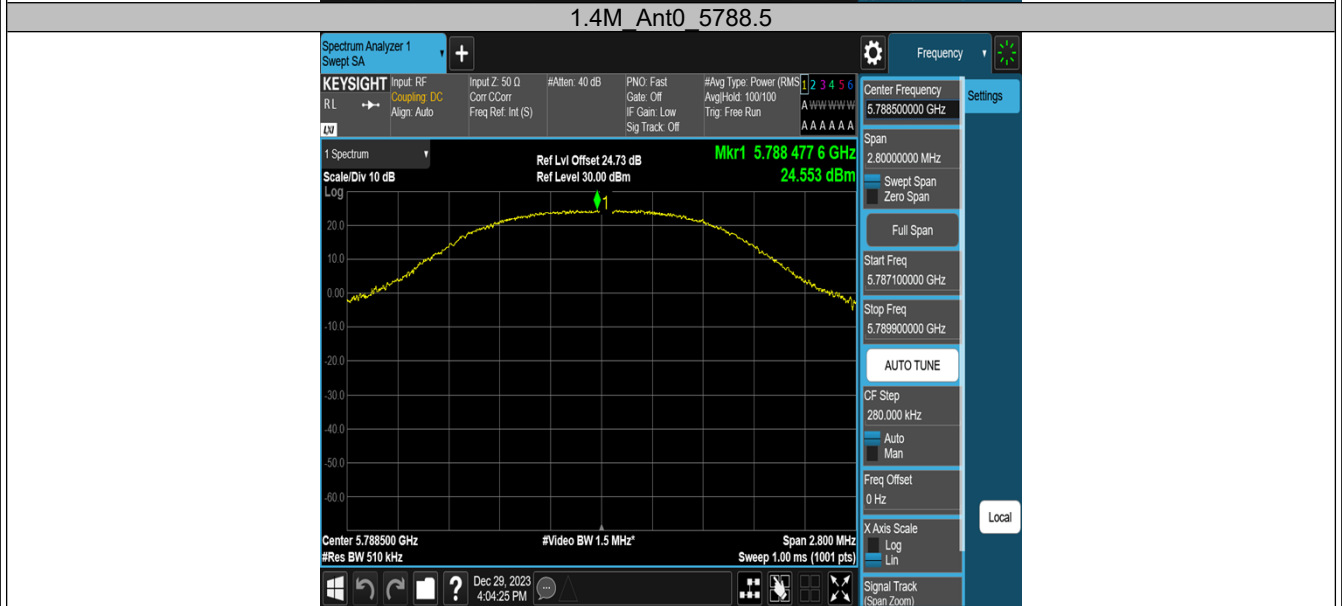 1.4M_Ant0_5788.5
Spectrum Analyzer 1
Swept SA
Frequency
KEYSIGHT
R L
LXI
Input: RF
Coupling: DC
Align: Auto
Input Z: 50 Ω
Corr CCorr
Freq Ref: Int (S)
#Atten: 40 dB
PNO: Fast
Gate: Off
IF Gain: Low
Sig Track: Off
#Avg Type: Power (RMS
Avg|Hold: 100/100
Trig: Free Run
1 2 3 4 5 6
A W W W W W
A A A A A A
1 Spectrum
Scale/Div 10 dB
Ref Lvl Offset 24.73 dB
Ref Level 30.00 dBm
Mkr1 5.788 477 6 GHz
24.553 dBm
Log
1
20.0
10.0
0.00
-10.0
-20.0
-30.0
-40.0
-50.0
-60.0
Center 5.788500 GHz
#Res BW 510 kHz
#Video BW 1.5 MHz*
Span 2.800 MHz
Sweep 1.00 ms (1001 pts)
Dec 29, 2023
4:04:25 PM
Center Frequency
5.788500000 GHz
Settings
Span
2.80000000 MHz
Swept Span
Zero Span
Full Span
Start Freq
5.787100000 GHz
Stop Freq
5.789900000 GHz
AUTO TUNE
CF Step
280.000 kHz
Auto
Man
Freq Offset
0 Hz
Local
X Axis Scale
Log
Lin
Signal Track
(Span Zoom)